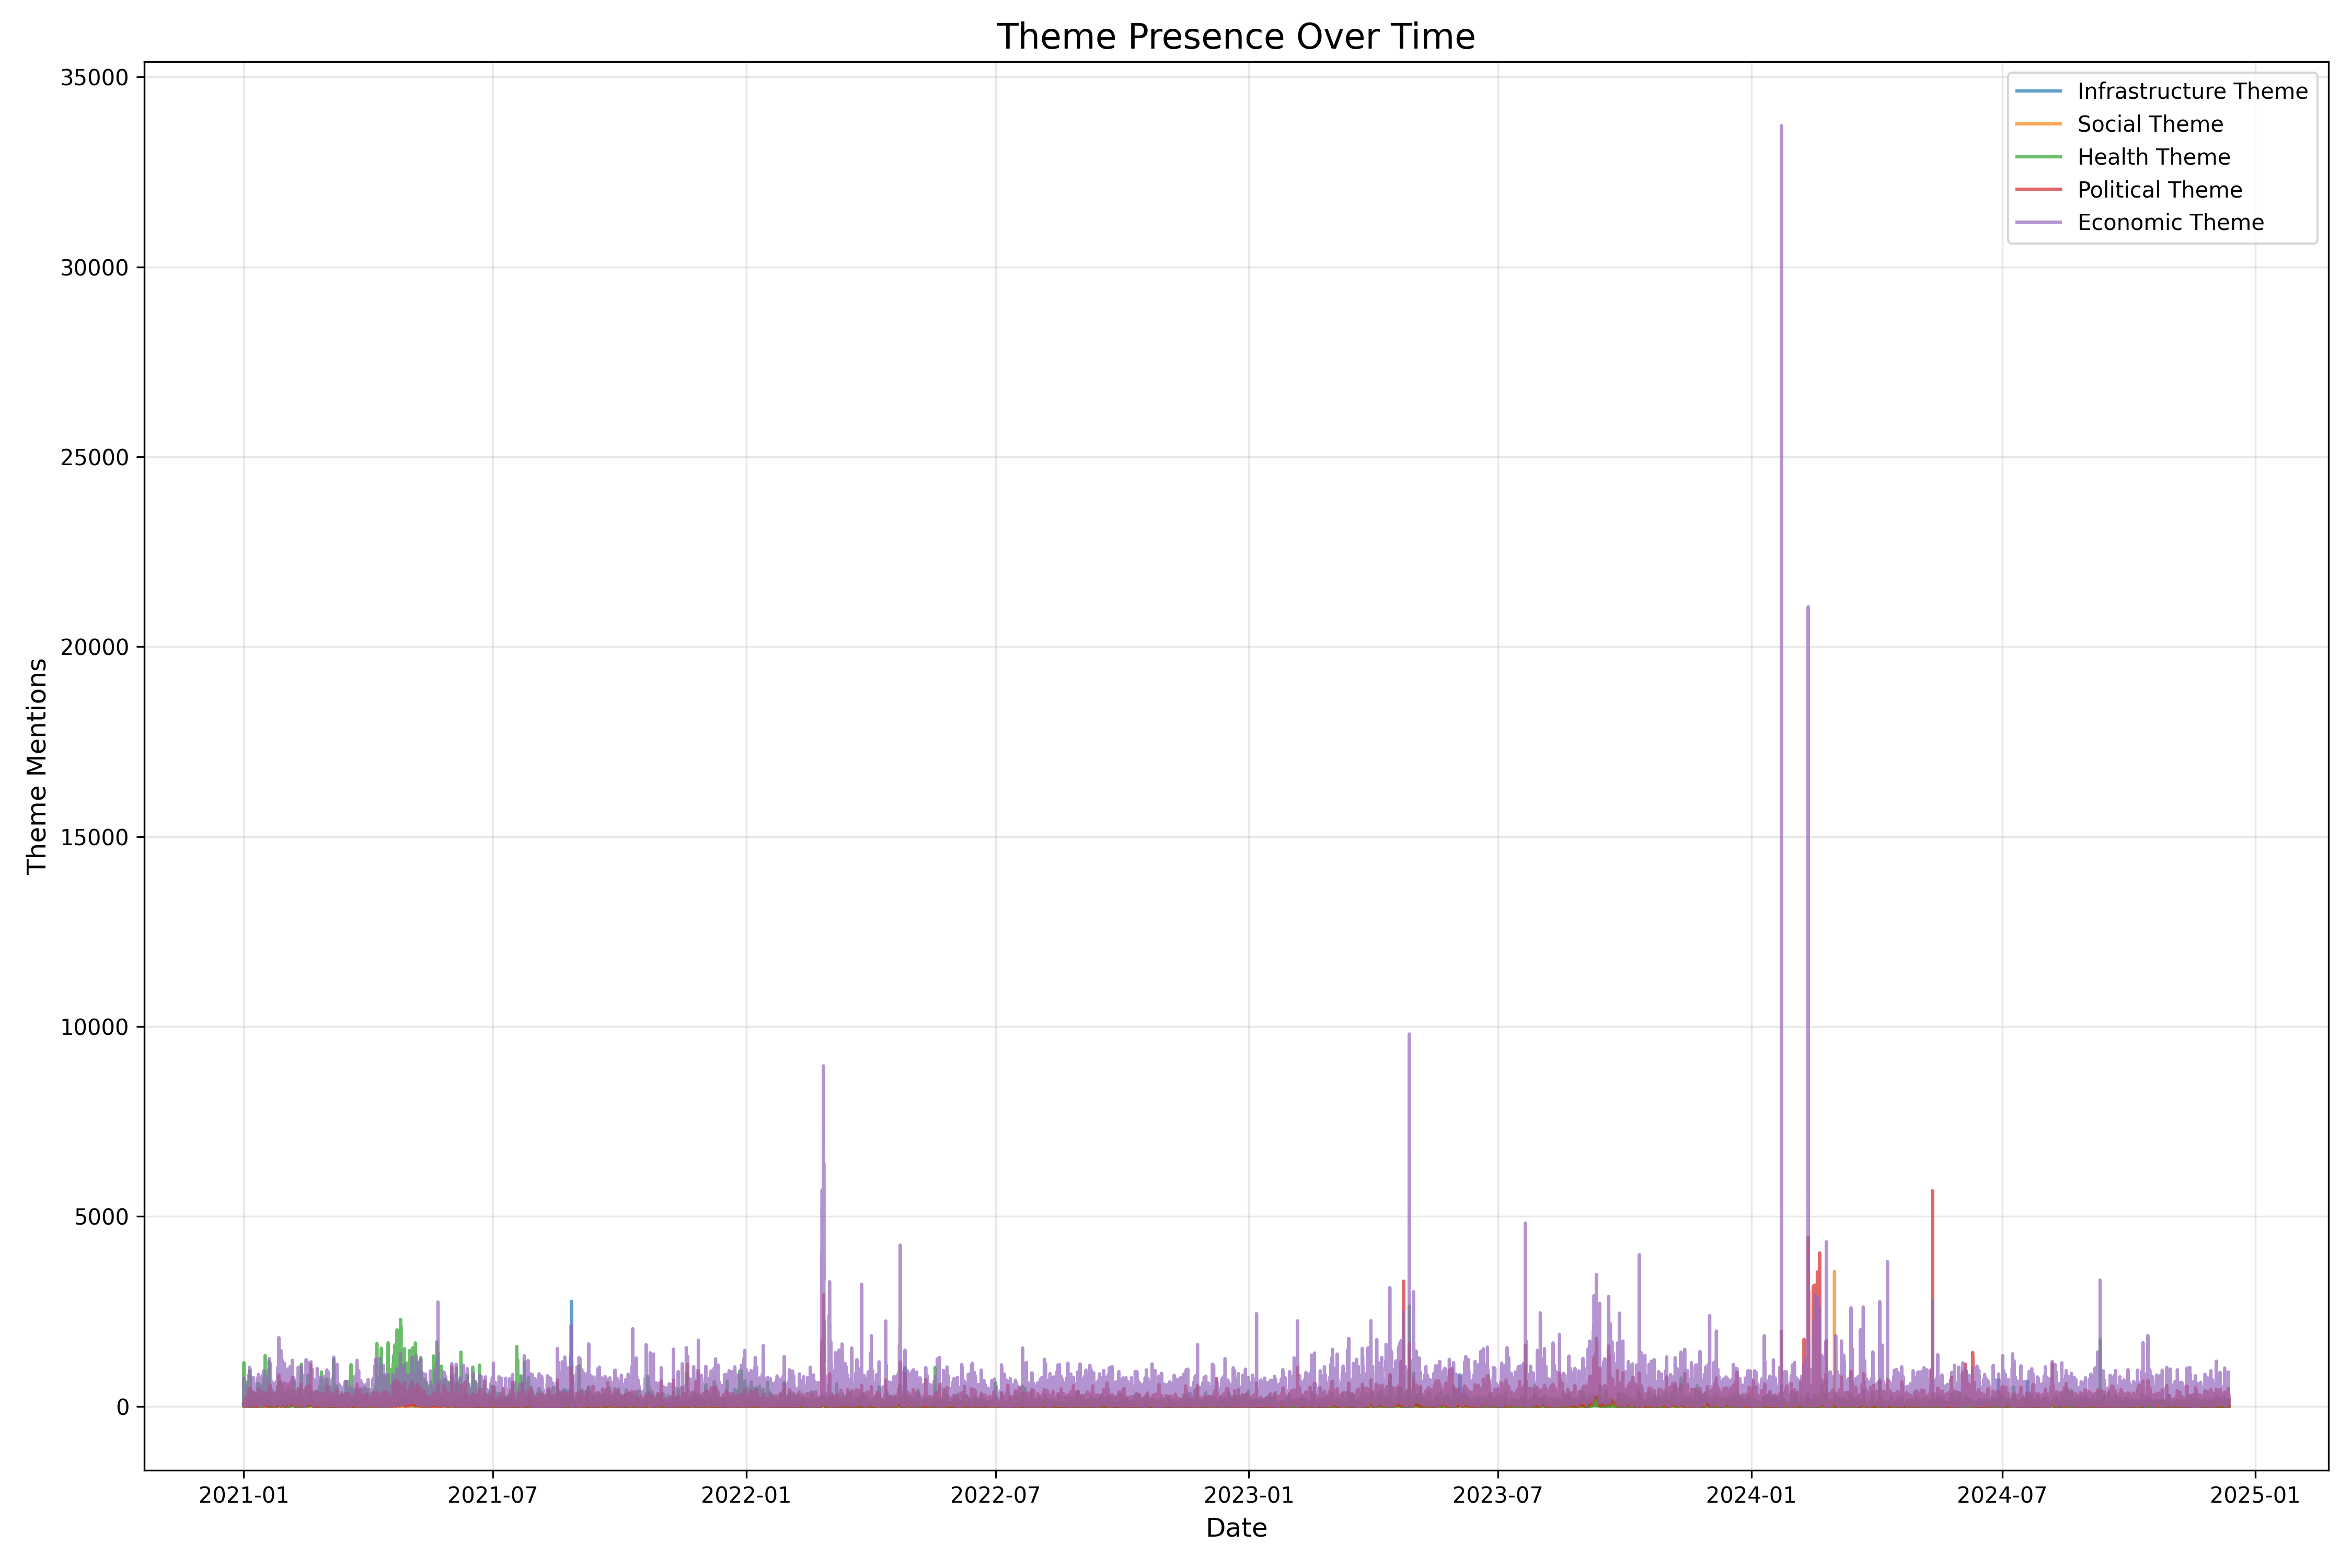 Theme Presence Over Time
35000
30000
25000
20000
15000
10000
5000
0
Theme Mentions
Infrastructure Theme
Social Theme
Health Theme
Political Theme
Economic Theme
2021-01
2021-07
2022-01
2022-07
2023-01
2023-07
2024-01
2024-07
2025-01
Date